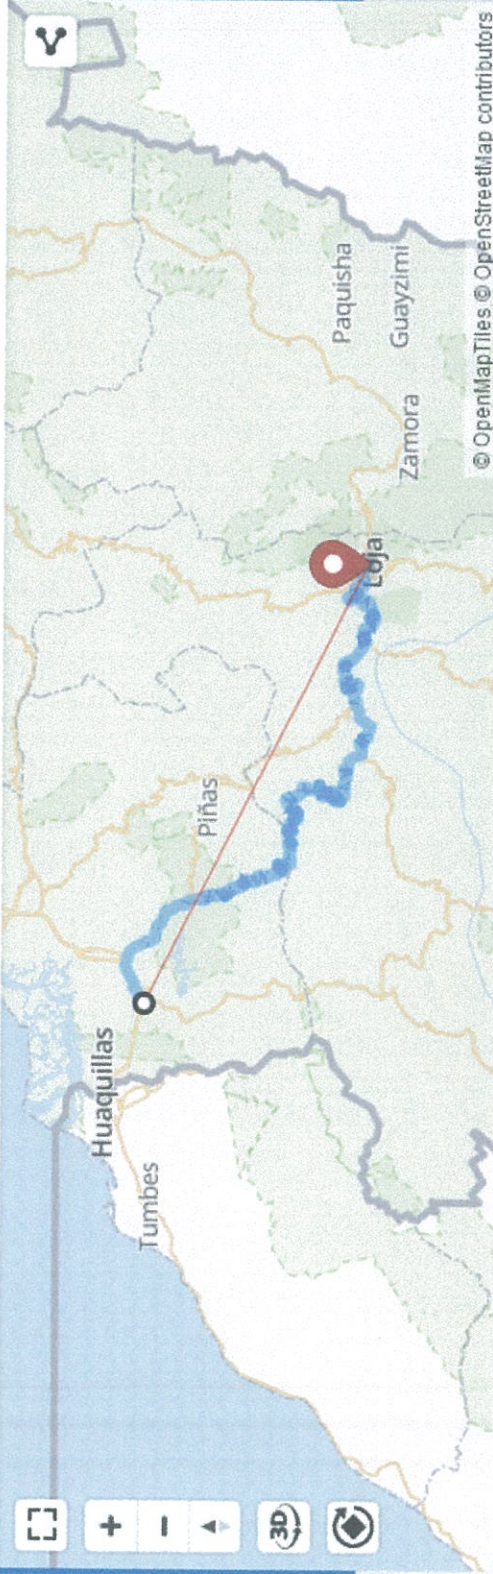 3D
Huaquillas
Tumbes
Piñas
Loja
Zamora
Paquisha
Guayzimi
© OpenMapTiles © OpenStreetMap contributors